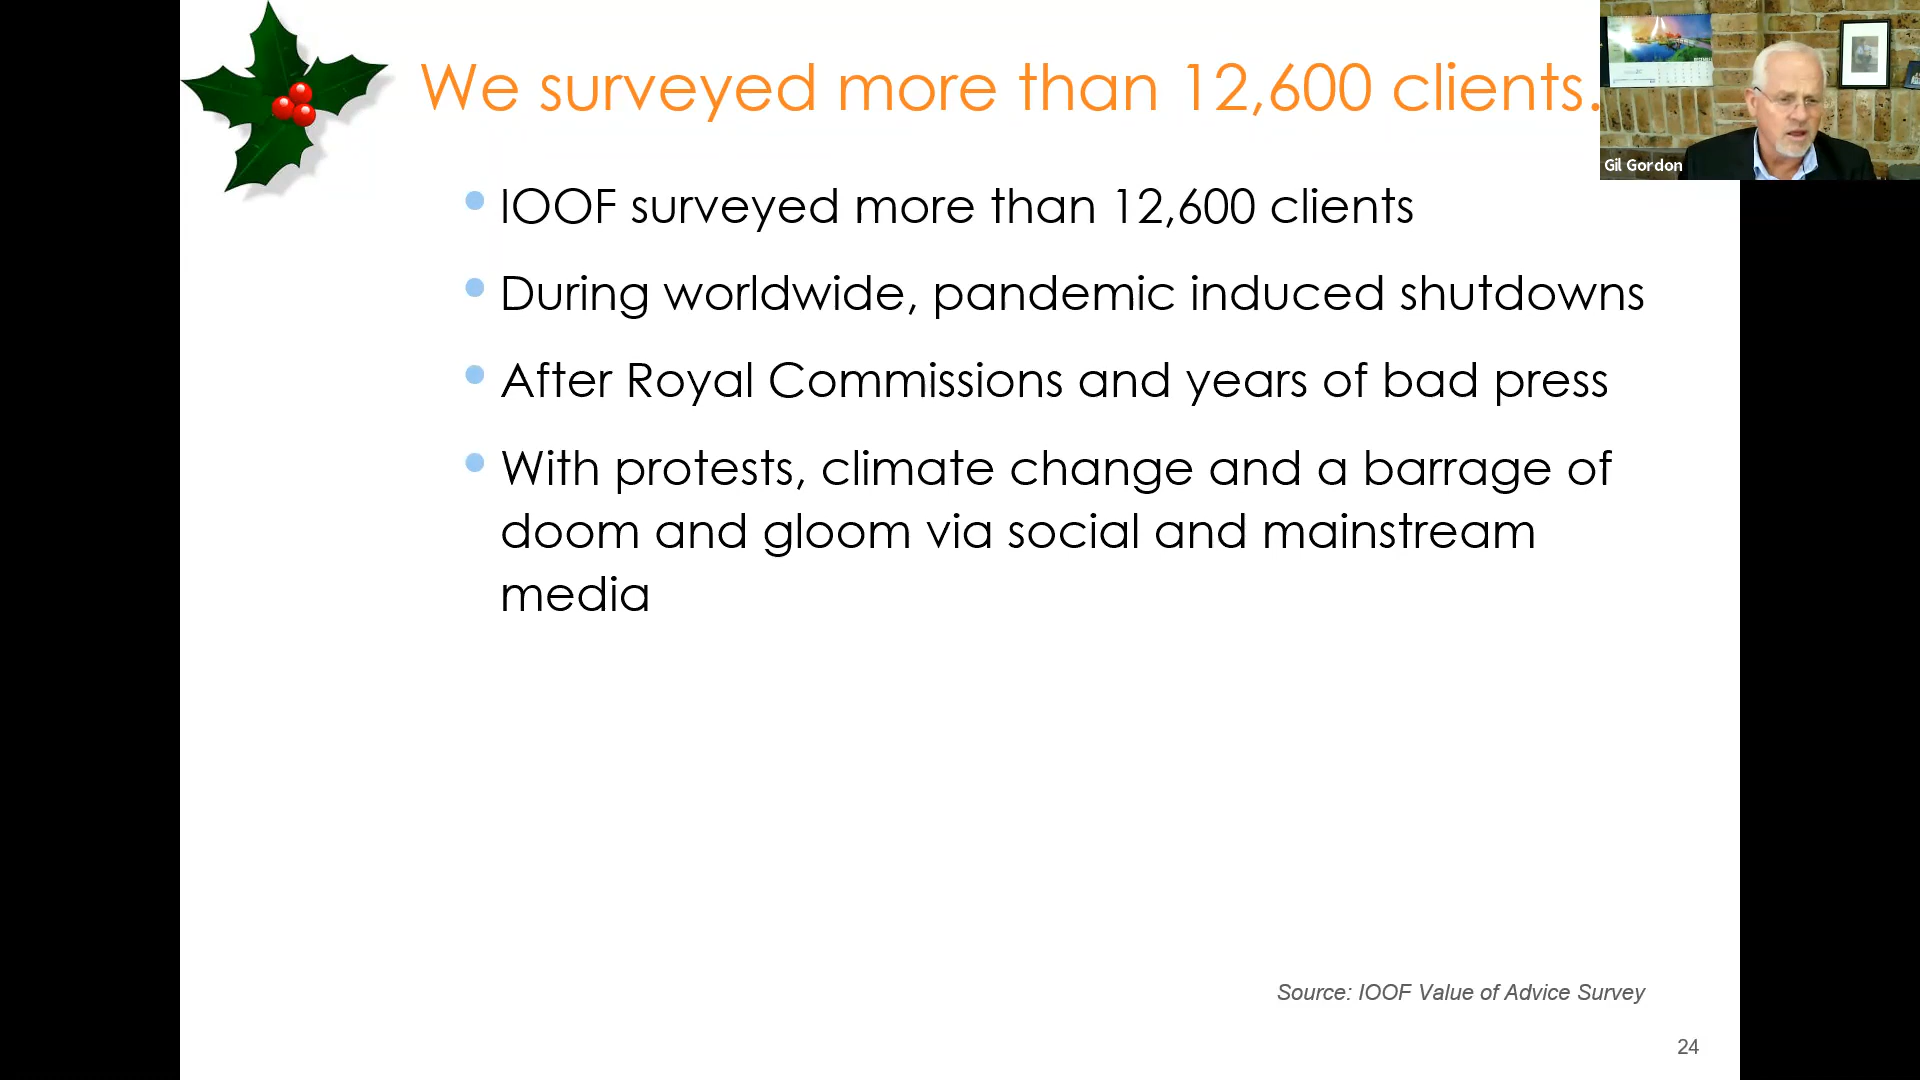 We surveyed more than 12,600 clients.
Gil Gordon
IOOF surveyed more than 12,600 clients
During worldwide, pandemic induced shutdowns
After Royal Commissions and years of bad press
With protests, climate change and a barrage of
doom and gloom via social and mainstream
media
Source: IOOF Value of Advice Survey
24